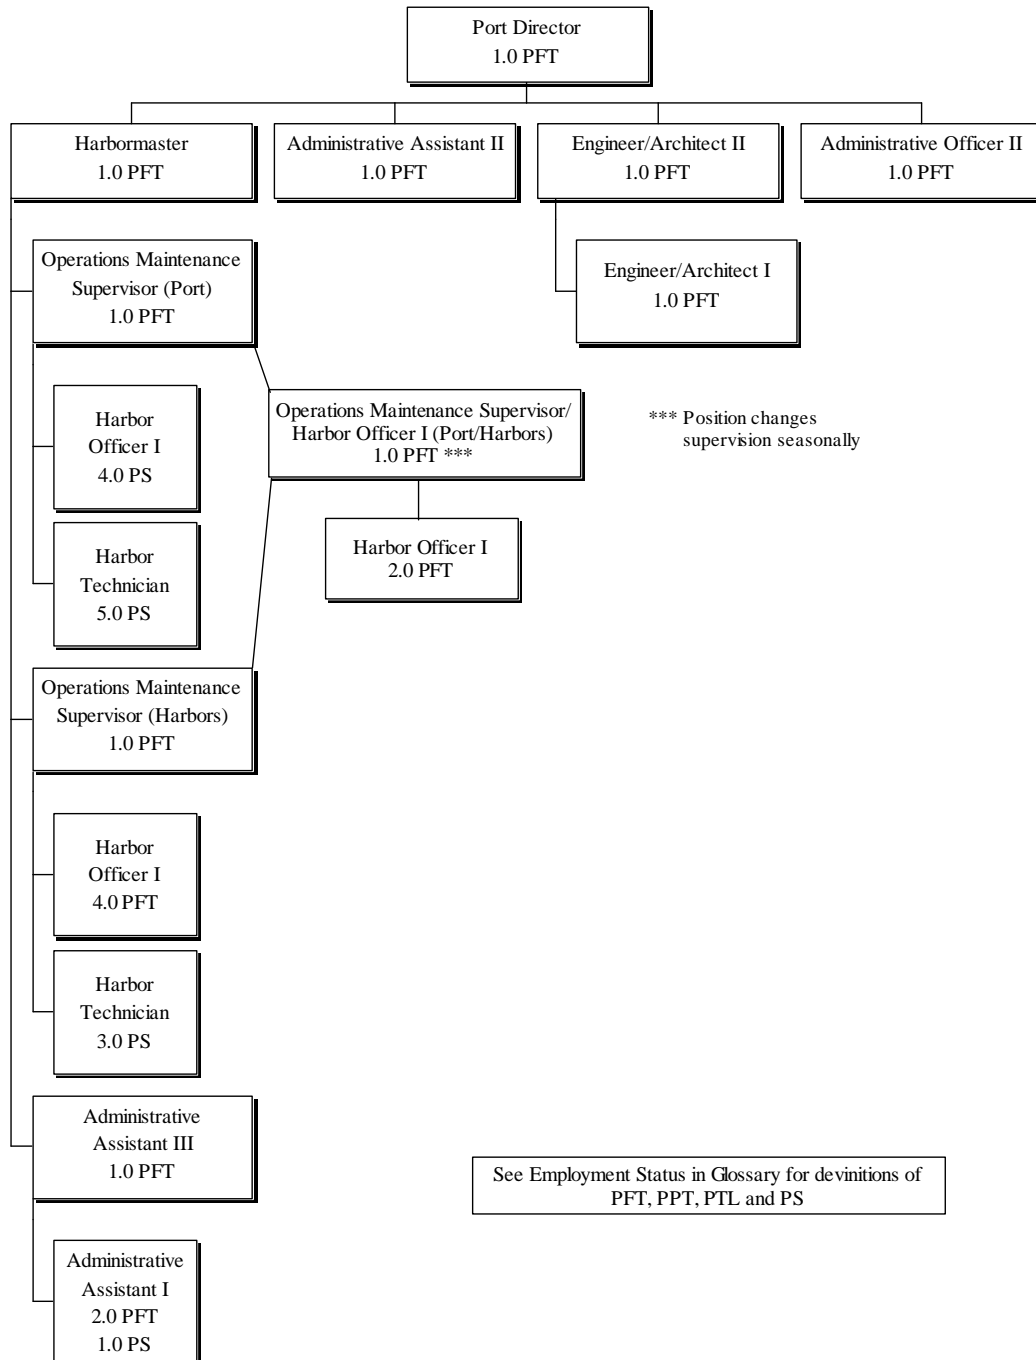 Port Director
1.0 PFT
Harbormaster
1.0 PFT
Administrative Assistant II
1.0 PFT
Engineer/Architect II
1.0 PFT
Administrative Officer II
1.0 PFT
Operations Maintenance
Supervisor (Port)
1.0 PFT
Engineer/Architect I
1.0 PFT
Harbor
Officer I
4.0 PS
Operations Maintenance Supervisor/
Harbor Officer I (Port/Harbors)
1.0 PFT ***
*** Position changes
supervision seasonally
Harbor
Technician
5.0 PS
Harbor Officer I
2.0 PFT
Operations Maintenance
Supervisor (Harbors)
1.0 PFT
Harbor
Officer I
4.0 PFT
Harbor
Technician
3.0 PS
Administrative
Assistant III
1.0 PFT
See Employment Status in Glossary for devinitions of
PFT, PPT, PTL and PS
Administrative
Assistant I
2.0 PFT
1.0 PS